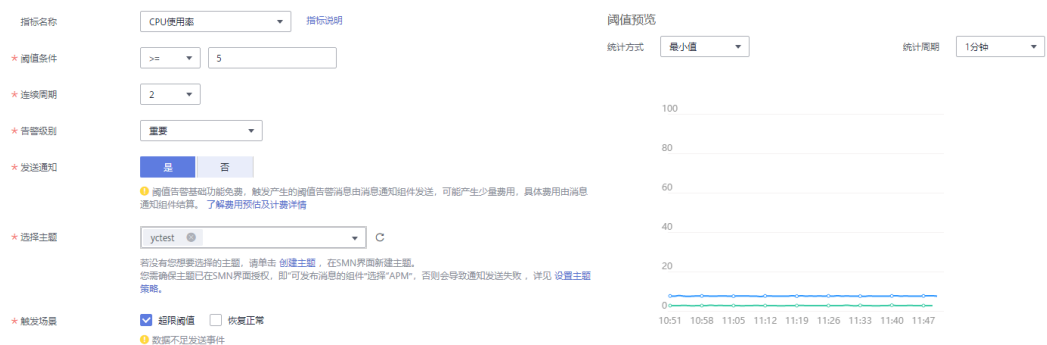 指标名称
CPU使用率
指标说明
* 阈值条件
>=
5
* 连续周期
2
* 告警级别
重要
* 发送通知
是
否
阈值告警基础功能免费，触发产生的阈值告警消息由消息通知组件发送，可能产生少量费用，具体费用由消息
通知组件结算。 了解费用预估及计费详情
* 选择主题
yctest
若没有您想要选择的主题，请单击 创建主题 ，在SMN界面新建主题。
您需确保主题已在SMN界面授权，即"可发布消息的组件"选择"APM"，否则会导致通知发送失败 ，详见 设置主题
策略。
* 触发场景
超限阈值
恢复正常
数据不足发送事件
阈值预览
统计方式
最小值
统计周期
1分钟
100
80
60
40
20
0
10:51 10:58 11:05 11:12 11:19 11:26 11:33 11:40 11:47